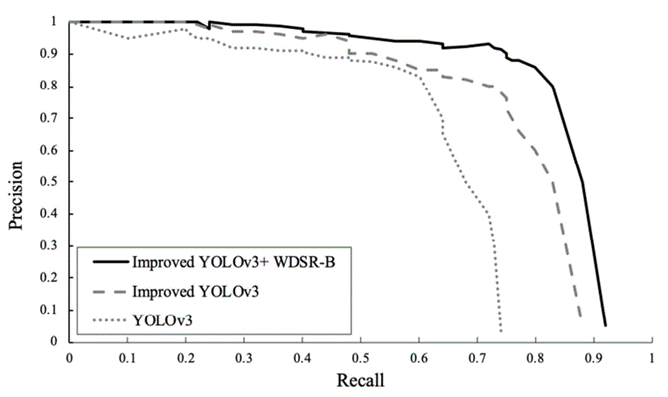 1
0.9
0.8
0.7
0.6
0.5
0.4
0.3
0.2
0.1
0
Precision
Improved YOLOv3+ WDSR-B
Improved YOLOv3
YOLOv3
0 0.1 0.2 0.3 0.4 0.5 0.6 0.7 0.8 0.9 1
Recall